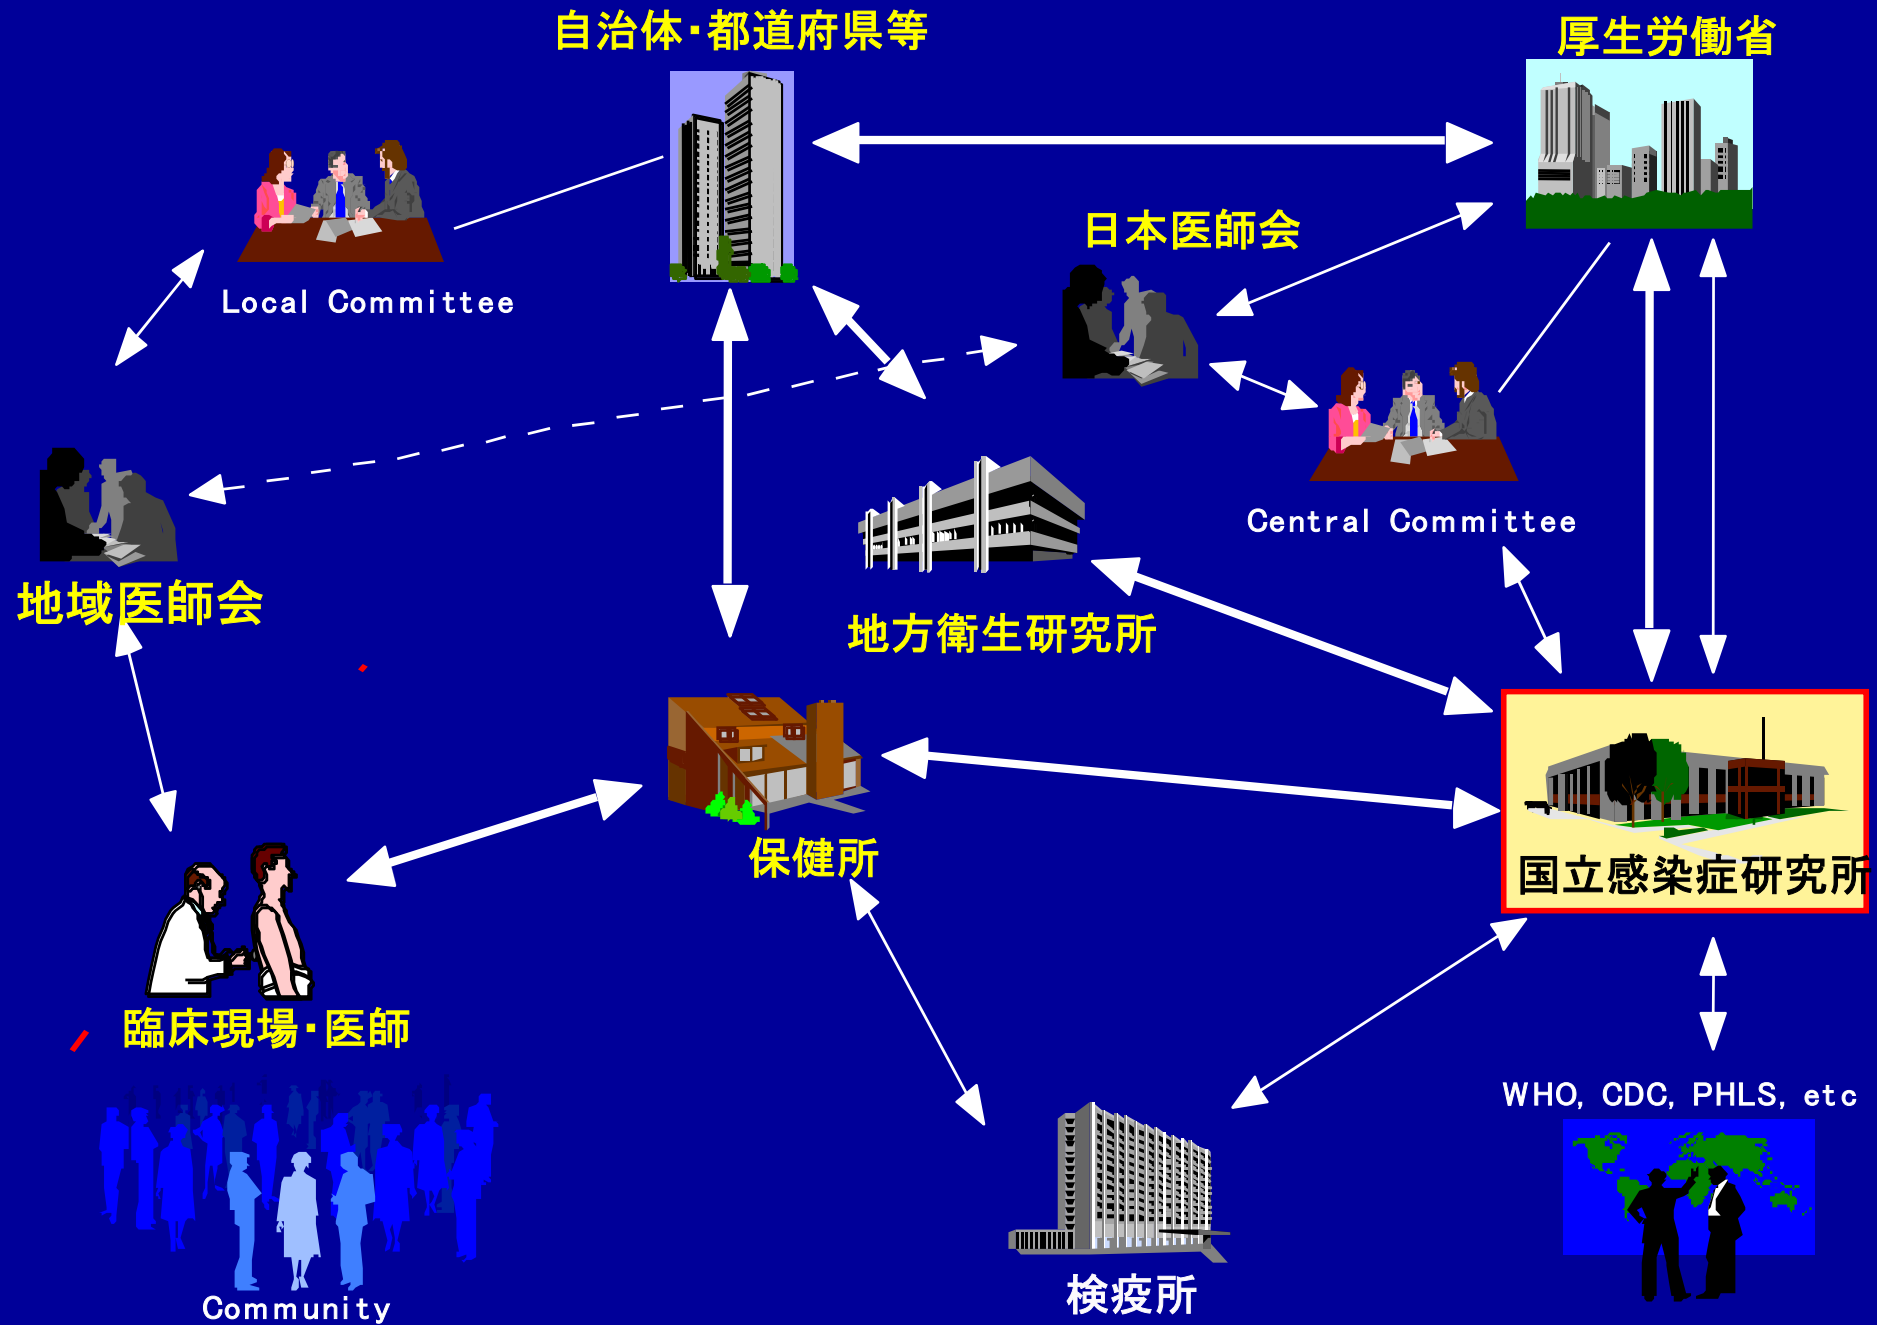 自治体・都道府県等
厚生労働省
日本医師会
Local Committee
Central Committee
地域医師会
地方衛生研究所
保健所
国立感染症研究所
臨床現場・医師
WHO, CDC, PHLS, etc
検疫所
Community